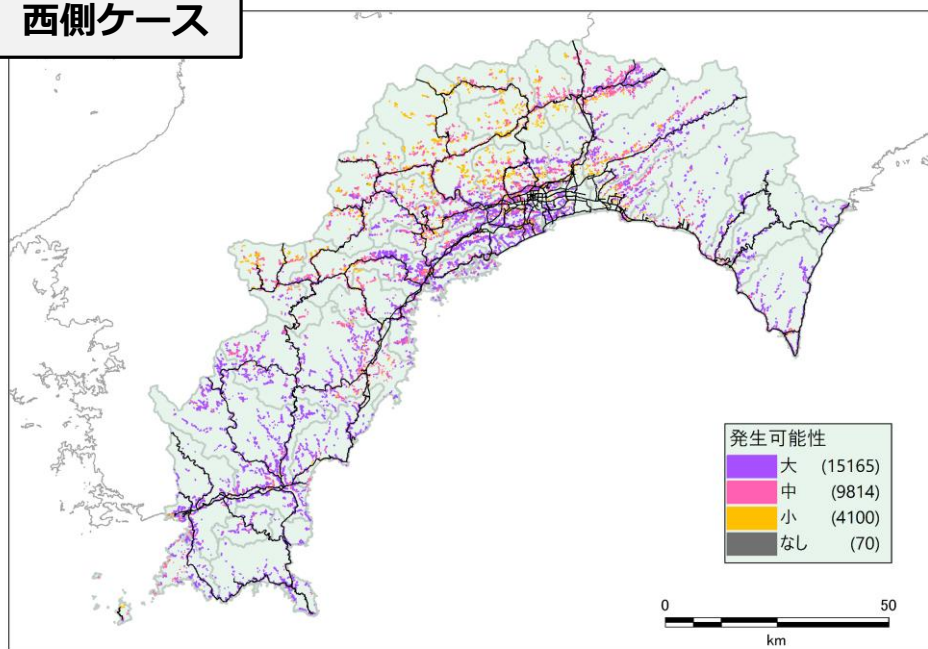 西側ケース
発生可能性
大 (15165)
中 (9814)
小 (4100)
なし (70)
0 50
km